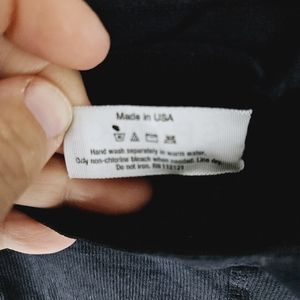 Made in USA
Hand wash separately in warm water.
Only non-chlorine bleach when needed. Line dry.
Do not iron. RN 112121